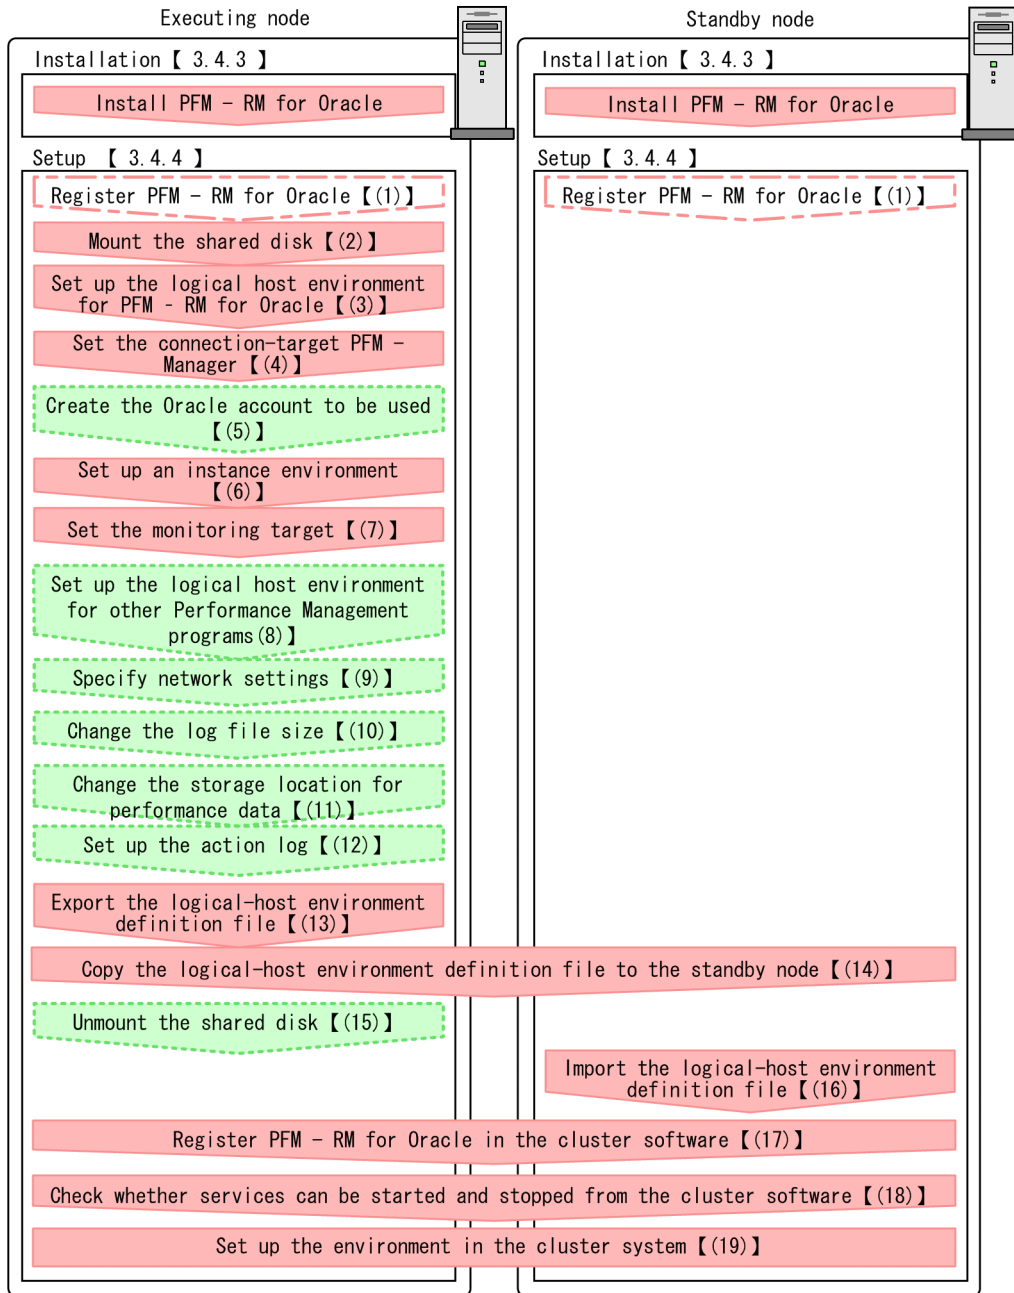 Executing node
Standby node
Installation【 3.4.3 】
Installation【 3.4.3 】
Install PFM − RM for Oracle
Install PFM − RM for Oracle
Setup 【 3.4.4 】
Setup【 3.4.4 】
Register PFM − RM for Oracle【(1)】
Register PFM − RM for Oracle【(1)】
Mount the shared disk【(2)】
Set up the logical host environment
for PFM - RM for Oracle【(3)】
Set the connection-target PFM −
Manager【(4)】
Create the Oracle account to be used
【(5)】
Set up an instance environment
【(6)】
Set the monitoring target【(7)】
Set up the logical host environment
for other Performance Management
programs(8)】
Specify network settings【(9)】
Change the log file size【(10)】
Change the storage location for
performance data【(11)】
Set up the action log【(12)】
Export the logical-host environment
definition file【(13)】
Copy the logical-host environment definition file to the standby node【(14)】
Unmount the shared disk【(15)】
Import the logical-host environment
definition file【(16)】
Register PFM − RM for Oracle in the cluster software【(17)】
Check whether services can be started and stopped from the cluster software【(18)】
Set up the environment in the cluster system【(19)】